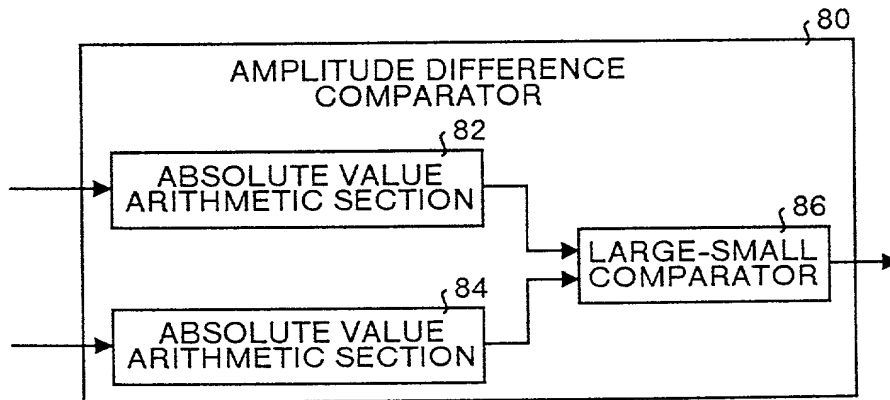 80
AMPLITUDE DIFFERENCE
COMPARATOR
82
ABSOLUTE VALUE
ARITHMETIC SECTION
86
LARGE-SMALL
COMPARATOR
84
ABSOLUTE VALUE
ARITHMETIC SECTION